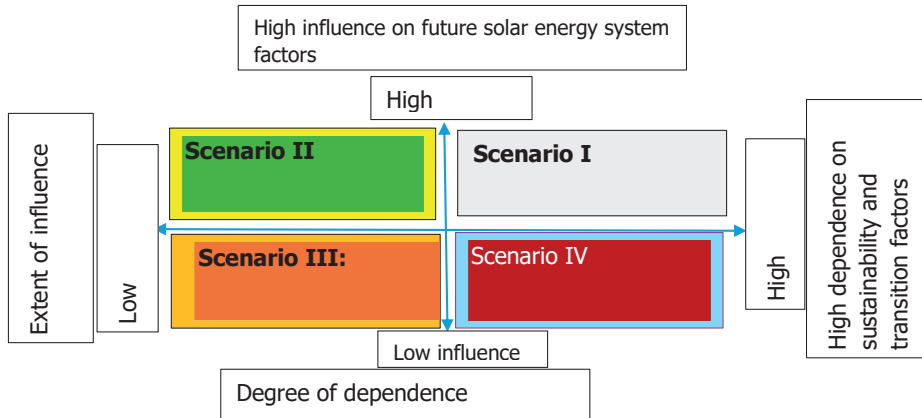 High influence on future solar energy system
factors
High
Extent of influence
Low
Scenario II
Scenario I
Scenario III:
Scenario IV
High
High dependence on
sustainability and
transition factors
Low influence
Degree of dependence